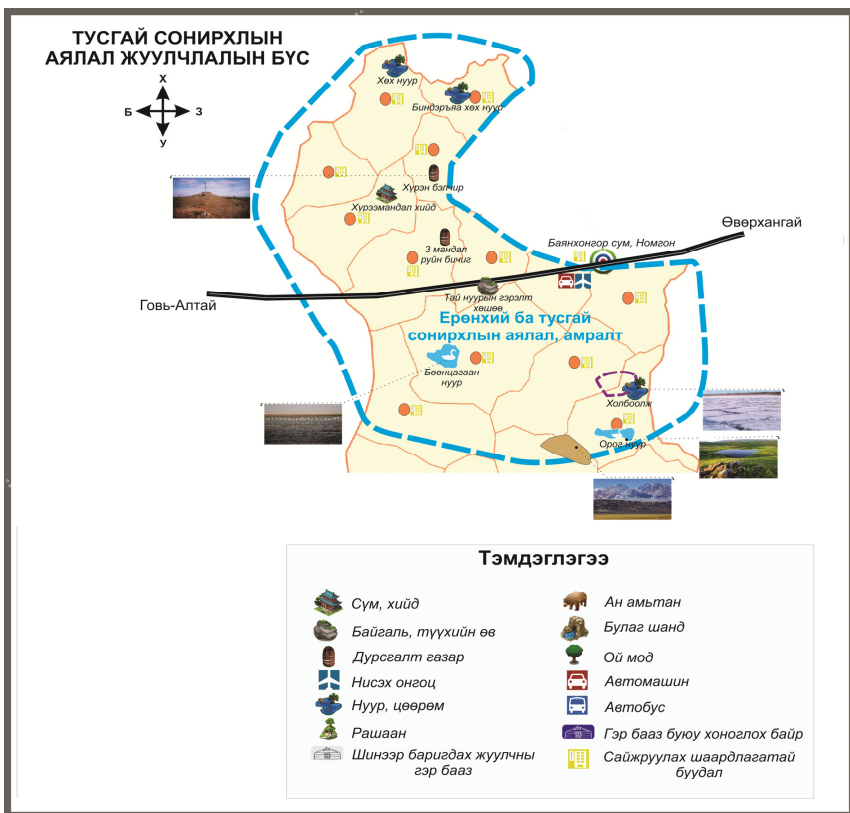 ТУСГАЙ СОНИРХЛЫН
АЯЛАЛ ЖУУЛЧЛАЛЫН БҮС
Х
Б
З
У
Хөх нуур
Биндэръяа хөх нуур
Хүрэн бэлчир
Хүрээмандал хийд
3 мандал
руйн бичиг
Баянхонгор сум, Номгон
Өвөрхангай
Говь-Алтай
Тай нуурын гэрэлт
хөшөө
Ерөнхий ба тусгай
сонирхлын аялал, амралт
Бөөнцагаан
нуур
Холбоолж
Орог нуур
Тэмдэглэгээ
Сүм, хийд
Байгаль, түүхийн өв
Дурсгалт газар
Нисэх онгоц
Нуур, цөөрөм
Рашаан
Шинээр баригдах жуулчны
гэр бааз
Ан амьтан
Булаг шанд
Ой мод
Автомашин
Автобус
Гэр бааз буюу хоноглох байр
Сайжруулах шаардлагатай
буудал